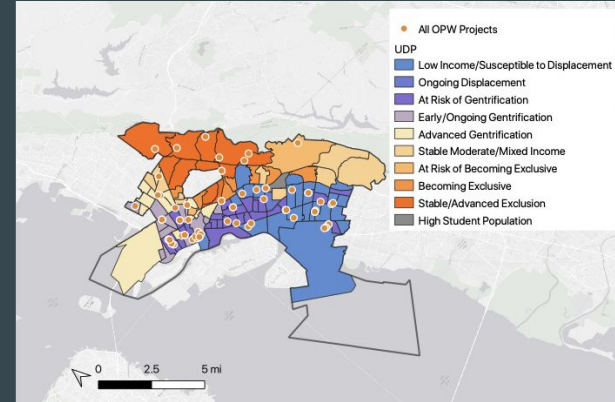 All OPW Projects
UDP
Low Income/Susceptible to Displacement
Ongoing Displacement
At Risk of Gentrification
Early/Ongoing Gentrification
Advanced Gentrification
Stable Moderate/Mixed Income
At Risk of Becoming Exclusive
Becoming Exclusive
Stable/Advanced Exclusion
High Student Population
0 2.5 5 mi